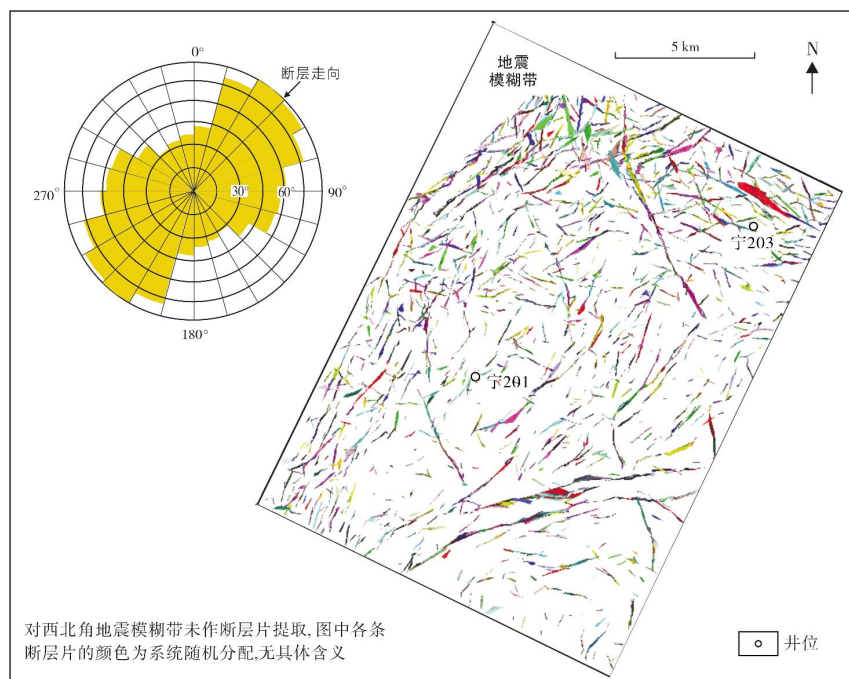 0°
断层走向
270°
30°
60°
90°
180°
地震
模糊带
5 km
N
宁203
宁201
对西北角地震模糊带未作断层片提取, 图中各条
断层片的颜色为系统随机分配,无具体含义
井位